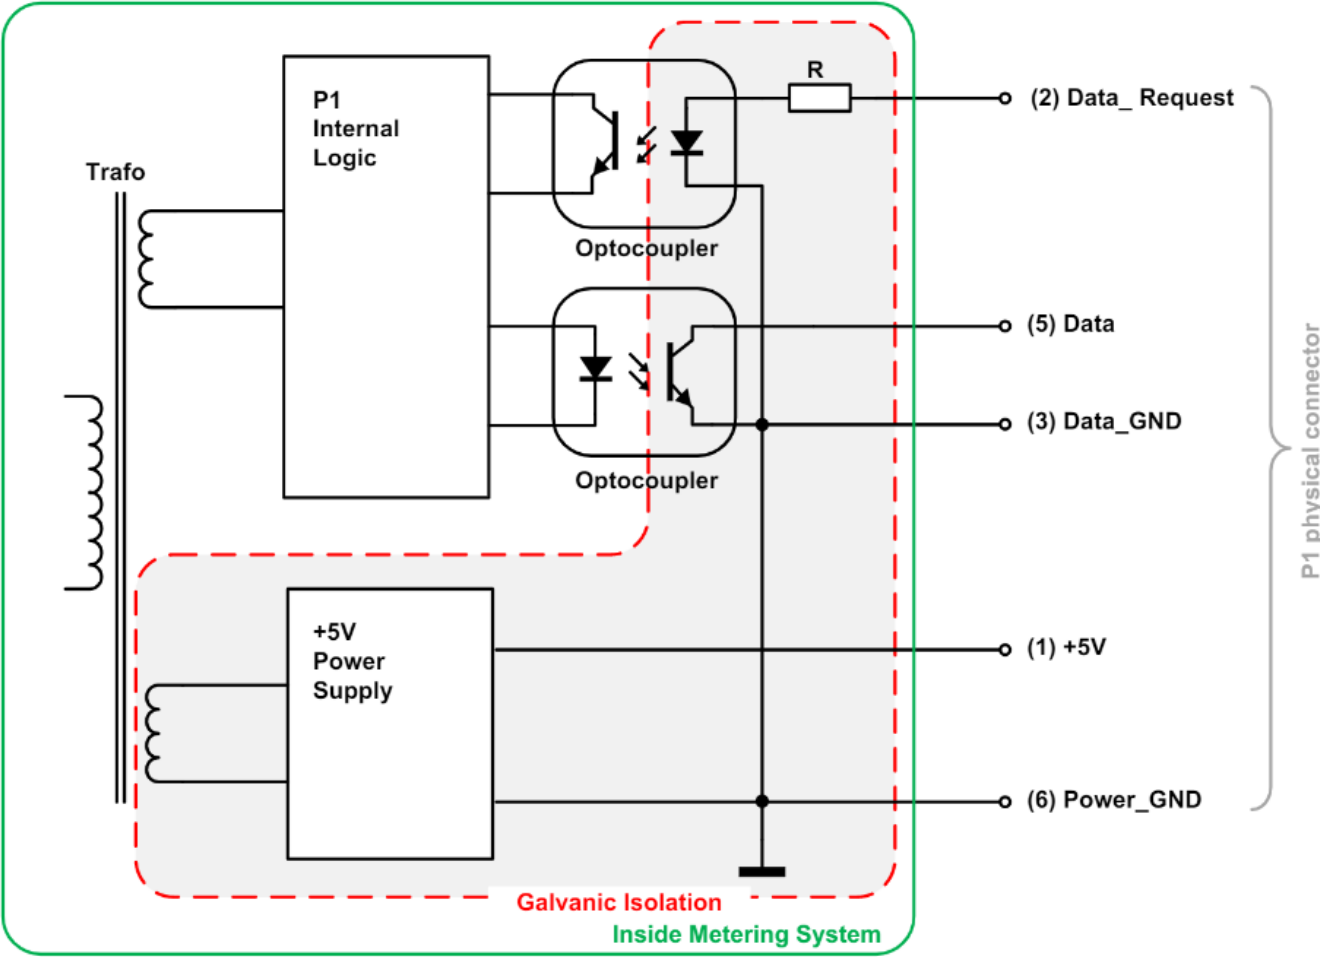 R
(2) Data_ Request
P1
Internal
Logic
Trafo
Optocoupler
(5) Data
(3) Data_GND
Optocoupler
P1 physical connector
+5V
Power
Supply
(1) +5V
(6) Power_GND
Galvanic Isolation
Inside Metering System